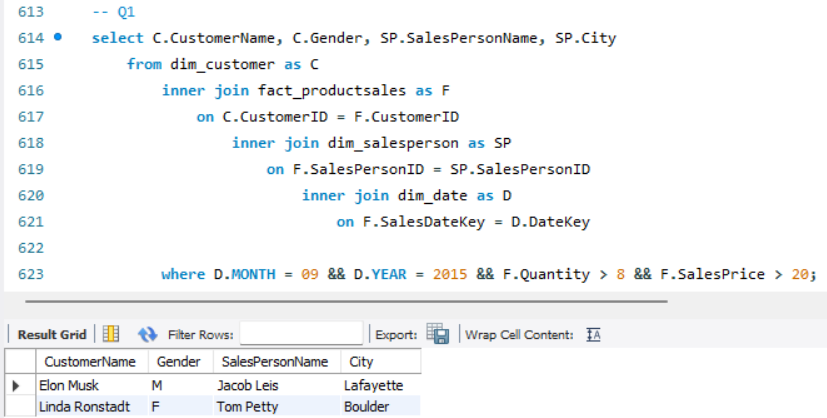 613 -- Q1
614 select C.CustomerName, C.Gender, SP.SalesPersonName, SP.City
615 from dim_customer as C
616 inner join fact_productsales as F
617 on C.CustomerID = F.CustomerID
618 inner join dim_salesperson as SP
619 on F.SalesPersonID = SP.SalesPersonID
620 inner join dim_date as D
621 on F.SalesDateKey = D.DateKey
622
623 where D.MONTH = 09 && D.YEAR = 2015 && F.Quantity > 8 && F.SalesPrice > 20;
Result Grid Filter Rows: Export: Wrap Cell Content: IA
CustomerName Gender SalesPersonName City
Elon Musk M Jacob Leis Lafayette
Linda Ronstadt F Tom Petty Boulder